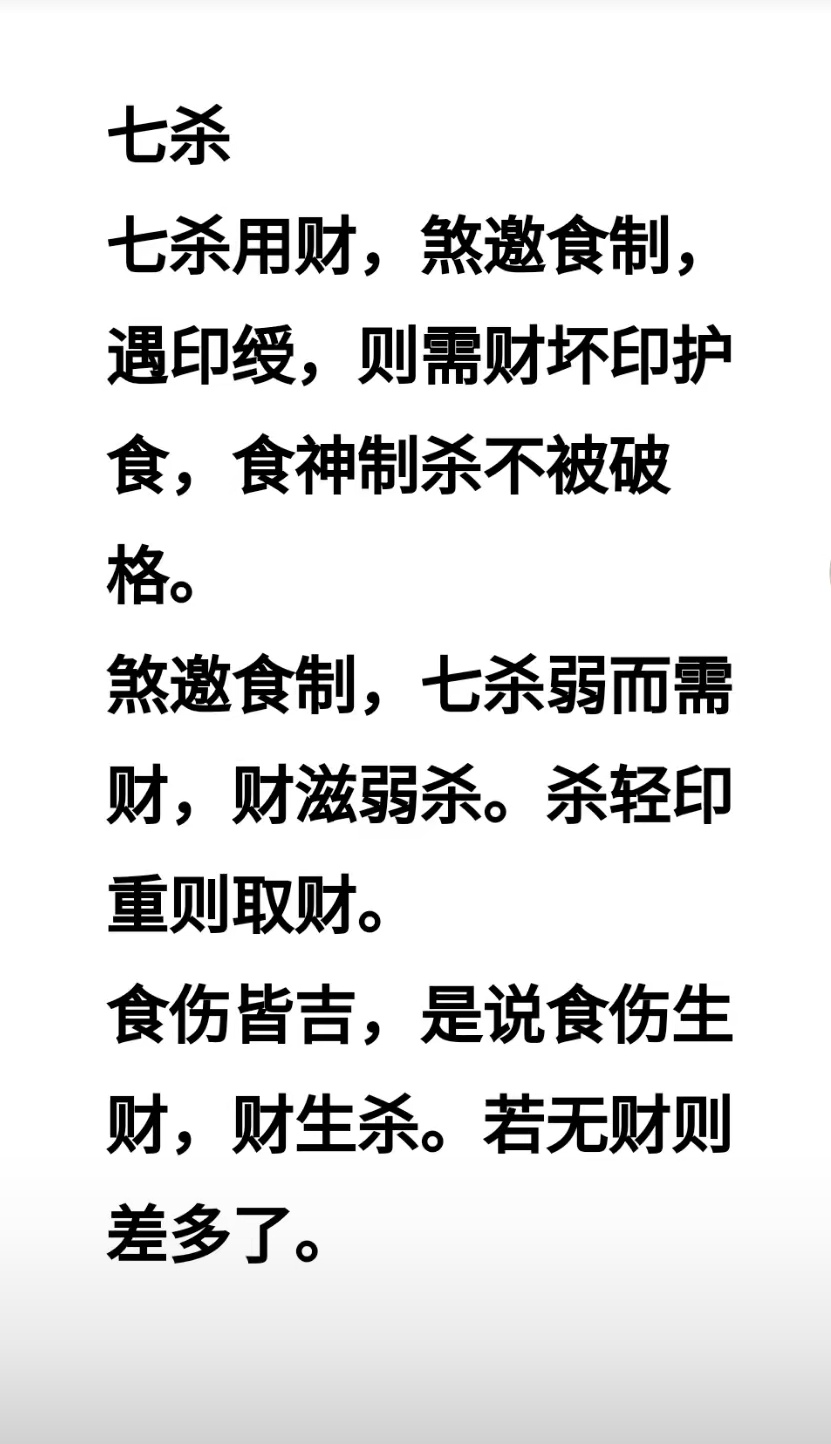 七杀
七杀用财，煞邀食制，
遇印绶，则需财坏印护
食，食神制杀不被破
格。
煞邀食制，七杀弱而需
财，财滋弱杀。杀轻印
重则取财。
食伤皆吉，是说食伤生
财，财生杀。若无财则
差多了。